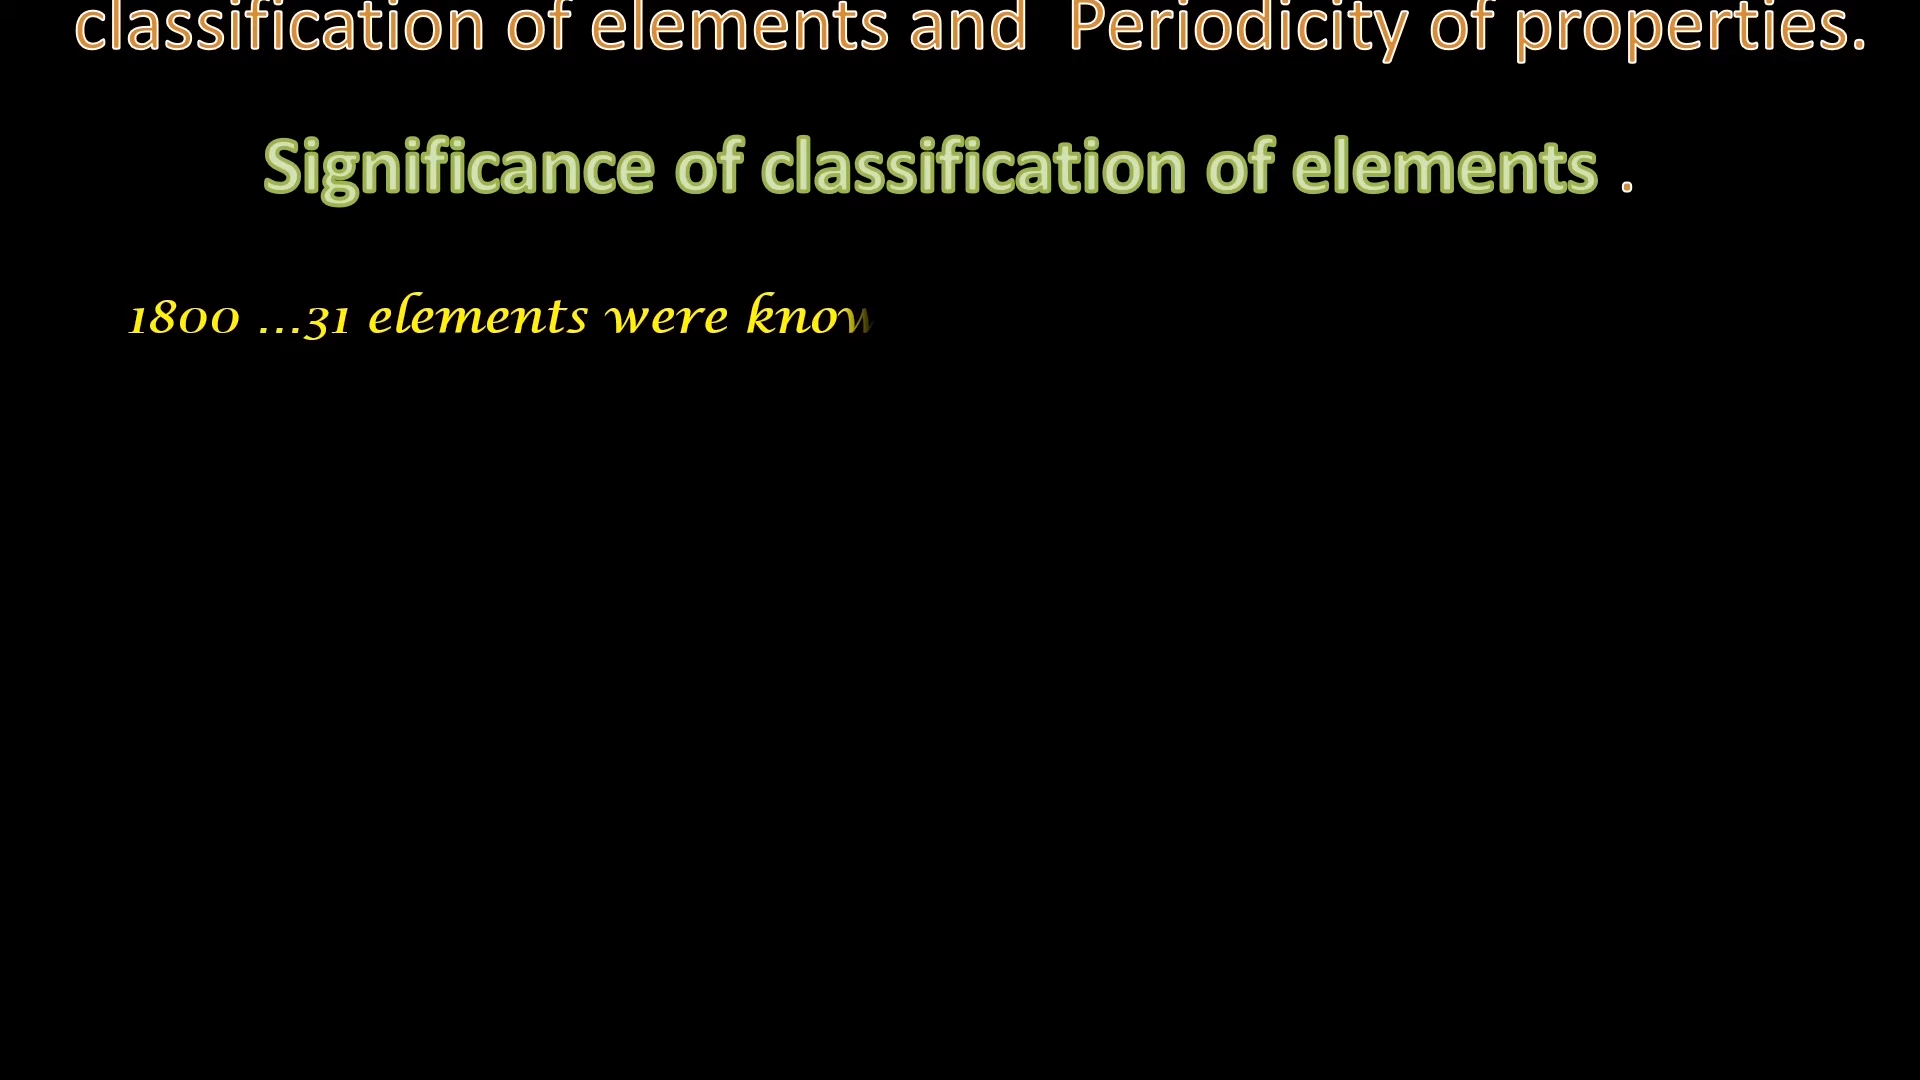 classification of elements and Periodicity of properties.
Significance of classification of elements .
1800 ...31 elements were know